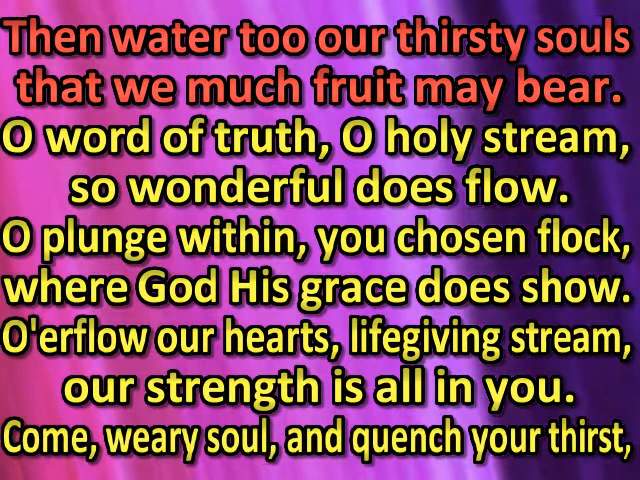 Then water too our thirsty souls
that we much fruit may bear.
O word of truth, O holy stream,
so wonderful does flow.
O plunge within, you chosen flock,
where God His grace does show.
O'erflow our hearts, lifegiving stream,
our strength is all in you.
Come, weary soul, and quench your thirst,